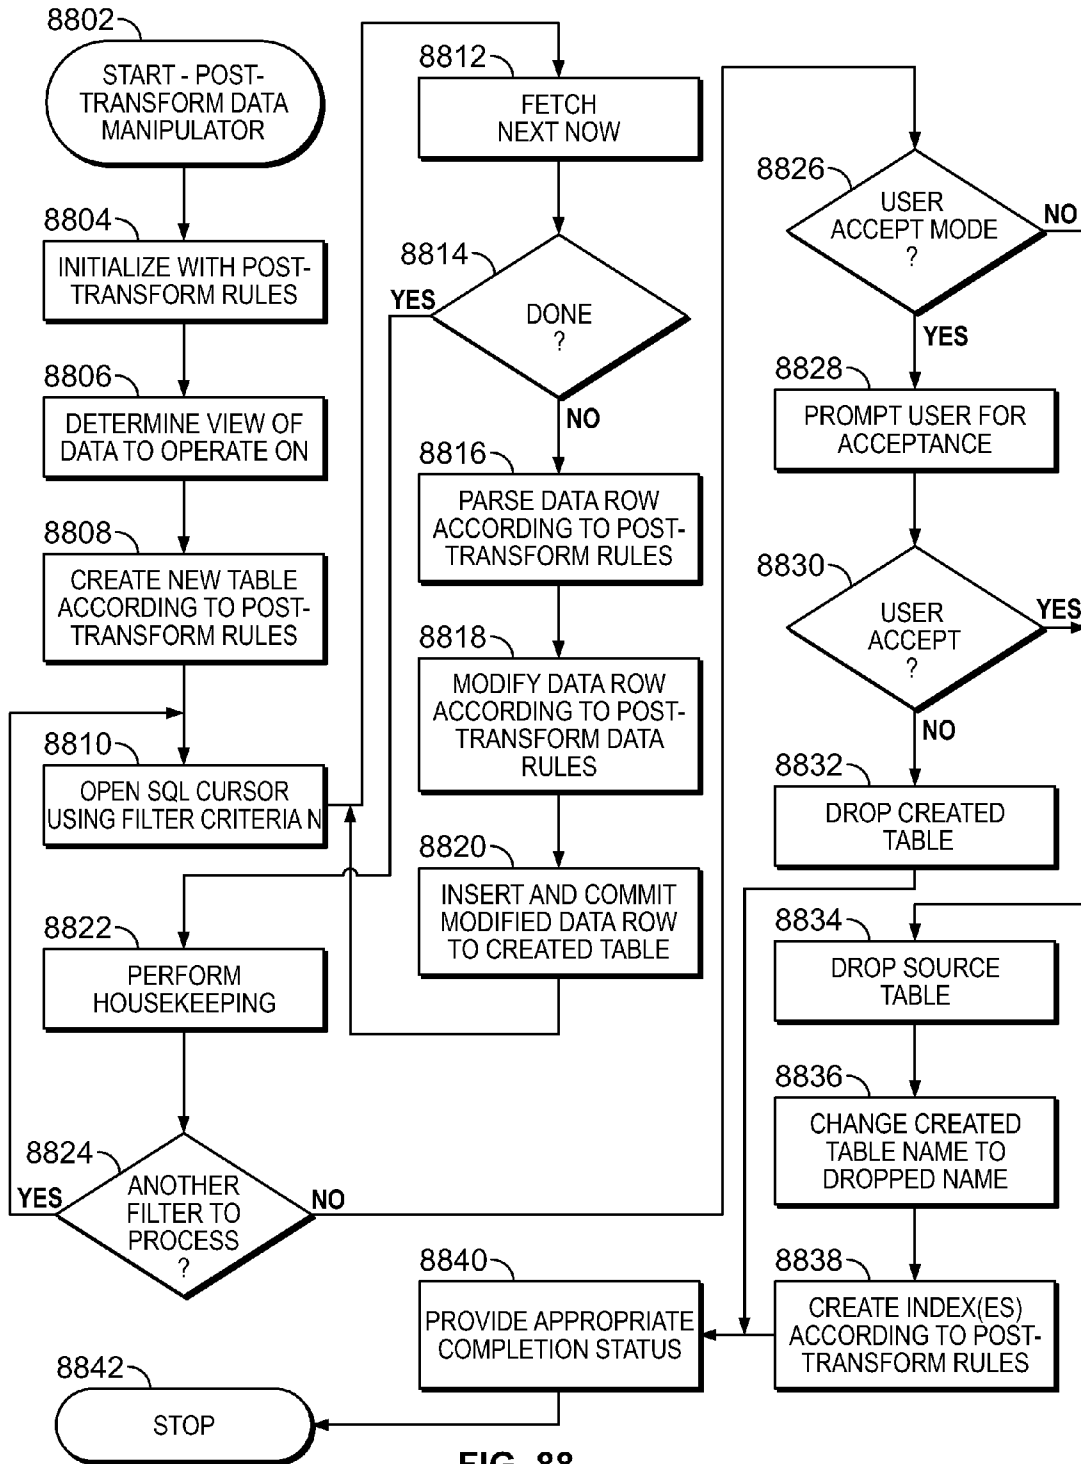 8802
START - POST-
TRANSFORM DATA
MANIPULATOR
8804
INITIALIZE WITH POST-
TRANSFORM RULES
8806
DETERMINE VIEW OF
DATA TO OPERATE ON
8808
CREATE NEW TABLE
ACCORDING TO POST-
TRANSFORM RULES
8810
OPEN SQL CURSOR
USING FILTER CRITERIA N
8822
PERFORM
HOUSEKEEPING
8824
YES
ANOTHER
FILTER TO
PROCESS
?
NO
8842
STOP
8812
FETCH
NEXT NOW
8814
YES
DONE
?
NO
8816
PARSE DATA ROW
ACCORDING TO POST-
TRANSFORM RULES
8818
MODIFY DATA ROW
ACCORDING TO POST-
TRANSFORM DATA
RULES
8820
INSERT AND COMMIT
MODIFIED DATA ROW
TO CREATED TABLE
8840
PROVIDE APPROPRIATE
COMPLETION STATUS
8826
USER
ACCEPT MODE
?
NO
YES
8828
PROMPT USER FOR
ACCEPTANCE
8830
USER
ACCEPT
?
YES
NO
8832
DROP CREATED
TABLE
8834
DROP SOURCE
TABLE
8836
CHANGE CREATED
TABLE NAME TO
DROPPED NAME
8838
CREATE INDEX(ES)
ACCORDING TO POST-
TRANSFORM RULES
FIG. 88